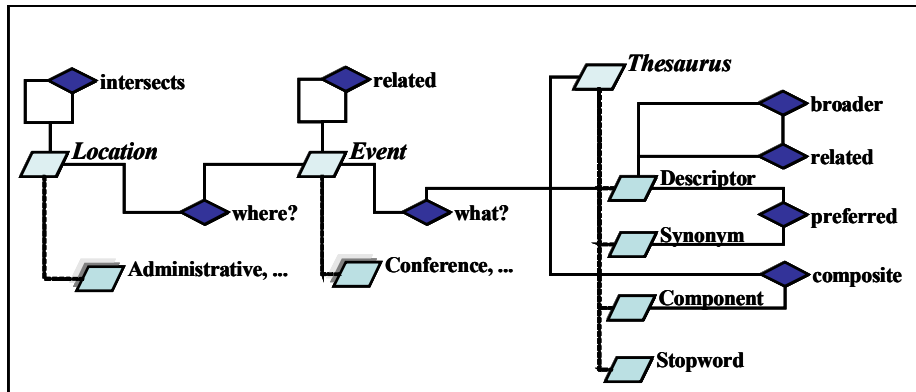 Thesaurus
intersects
related
broader
Location
Event
related
Descriptor
where?
what?
preferred
Synonym
Administrative, ...
Conference, ...
composite
Component
Stopword